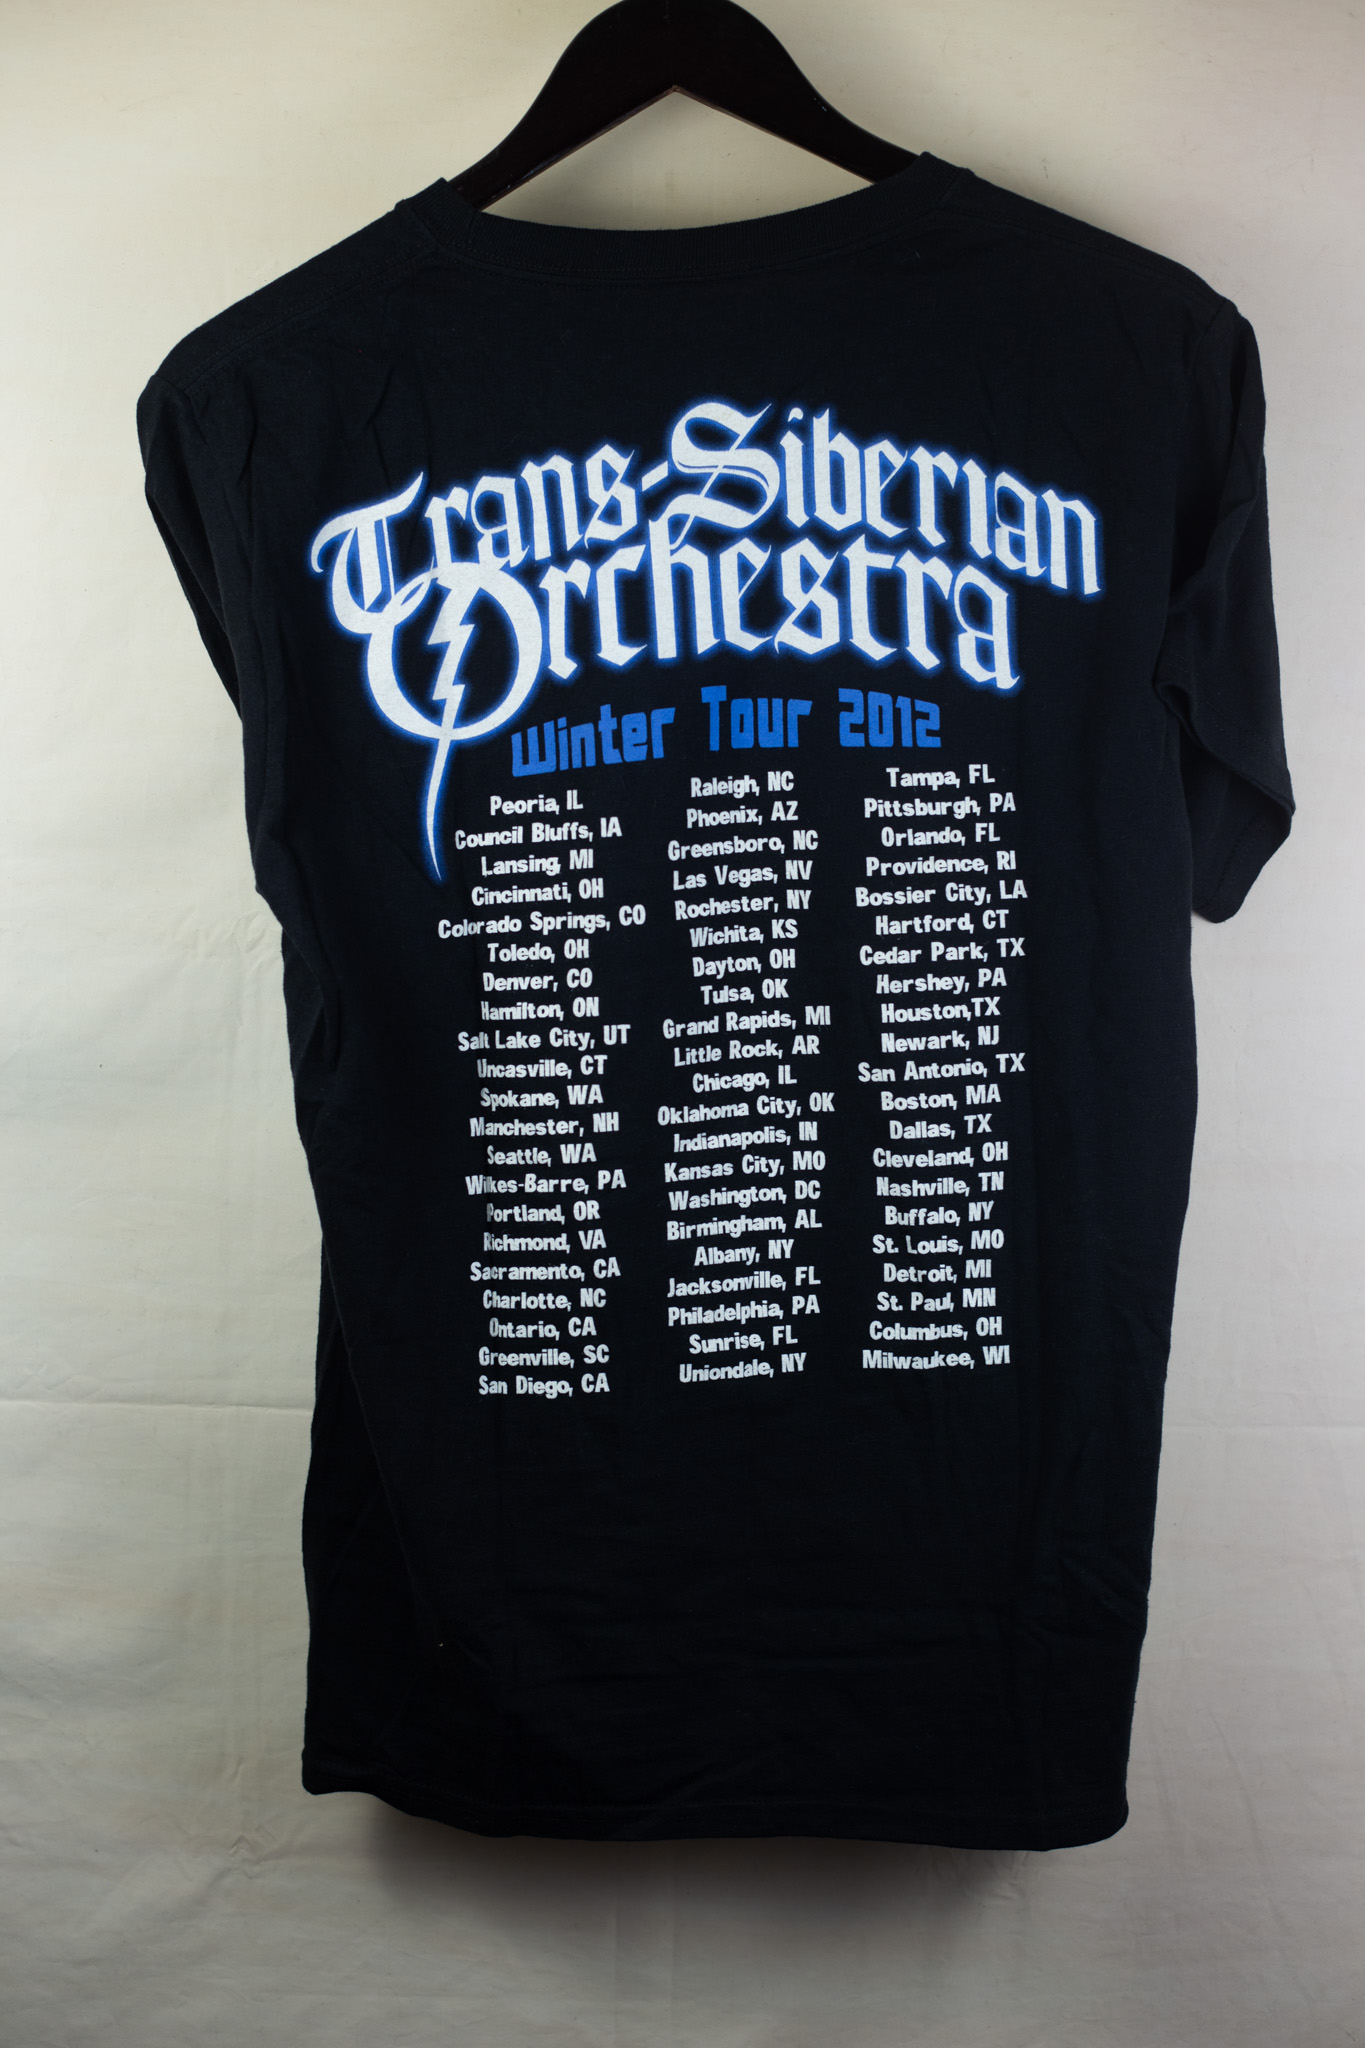 Trans-Siberian
Orchestra
Winter Tour 2012
Peoria, IL
Council Bluffs, IA
Lansing, MI
Cincinnati, OH
Colorado Springs, CO
Toledo, OH
Denver, CO
Hamilton, ON
Salt Lake City, UT
Uncasville, CT
Spokane, WA
Manchester, NH
Seattle, WA
Wilkes-Barre, PA
Portland, OR
Richmond, VA
Sacramento, CA
Charlotte, NC
Ontario, CA
Greenville, SC
San Diego, CA
Raleigh, NC
Phoenix, AZ
Greensboro, NC
Las Vegas, NV
Rochester, NY
Wichita, KS
Dayton, OH
Tulsa, OK
Grand Rapids, MI
Little Rock, AR
Chicago, IL
Oklahoma City, OK
Indianapolis, IN
Kansas City, MO
Washington, DC
Birmingham, AL
Albany, NY
Jacksonville, FL
Philadelphia, PA
Sunrise, FL
Uniondale, NY
Tampa, FL
Pittsburgh, PA
Orlando, FL
Providence, RI
Bossier City, LA
Hartford, CT
Cedar Park, TX
Hershey, PA
Houston,TX
Newark, NJ
San Antonio, TX
Boston, MA
Dallas, TX
Cleveland, OH
Nashville, TN
Buffalo, NY
St. Louis, MO
Detroit, MI
St. Paul, MN
Columbus, OH
Milwaukee, WI